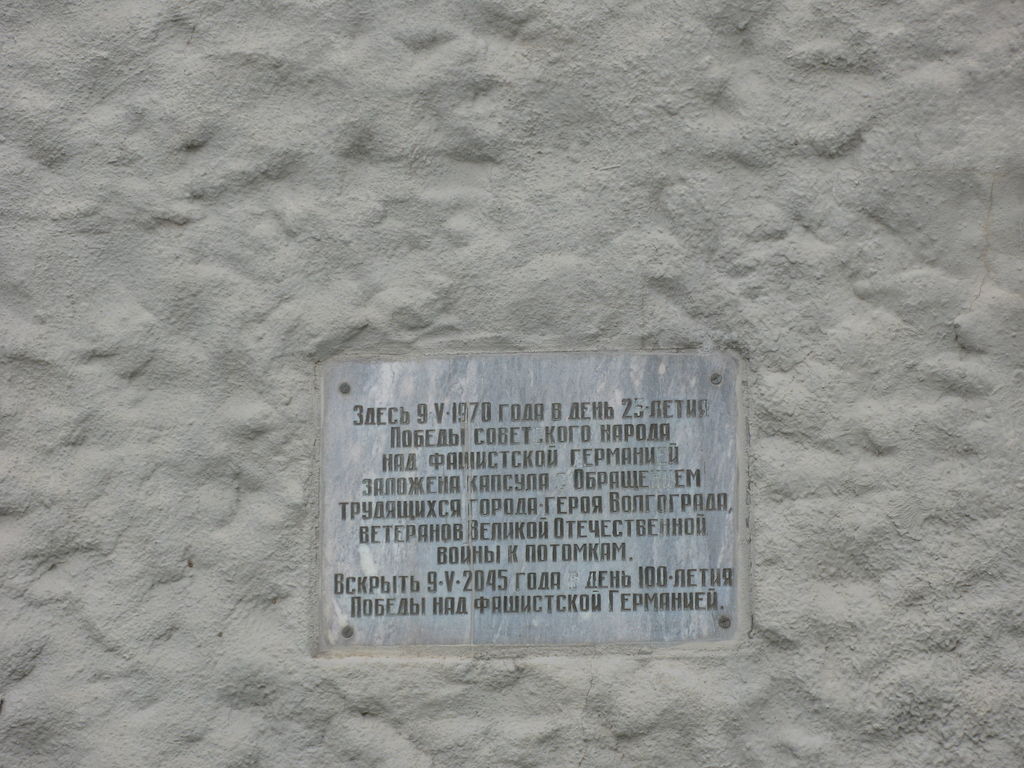 Здесь 9·V·1970 года в день 25-летия
Победы советского народа
над фашистской германией
заложена капсула с Обращением
трудящихся города-героя Волгограда,
ветеранов Великой Отечественной
войны к потомкам.
Вскрыть 9·V·2045 года в день 100-летия
Победы над фашистской Германией.